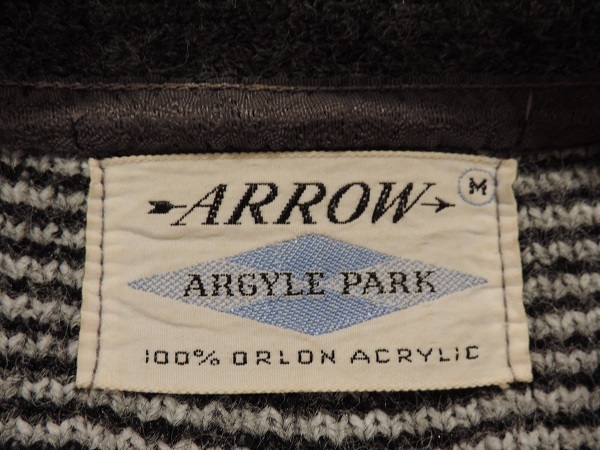 ARROW M
ARGYLE PARK
100% ORLON ACRYLIC